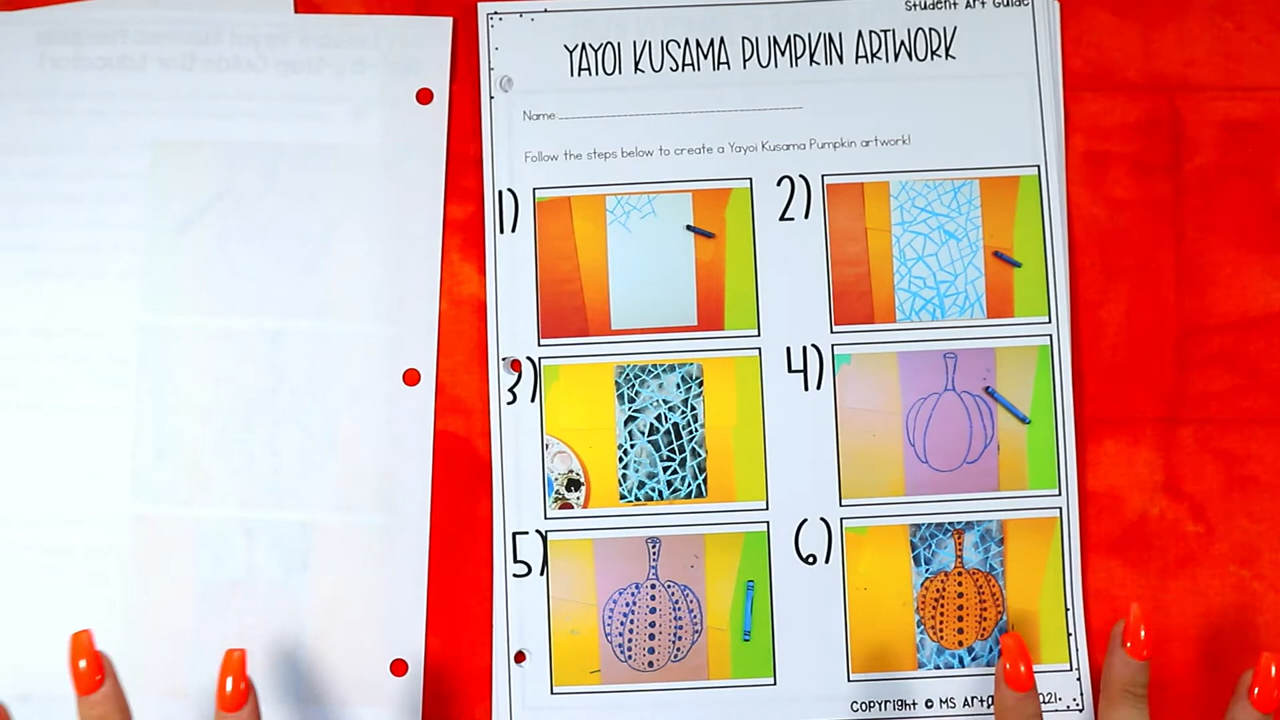 Student Art Guide
YAYOI KUSAMA PUMPKIN ARTWORK
Name:
Follow the steps below to create a Yayoi Kusama Pumpkin artwork!
1)
2)
3)
4)
5)
6)
Copyright © MS Art